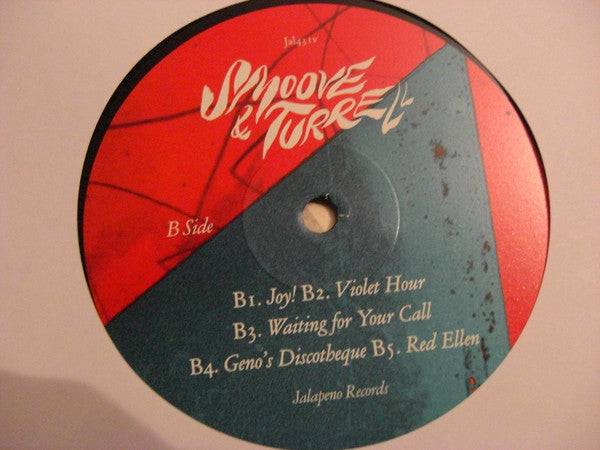 Jal431v
SMOOVE
& TURRELL
B Side
B1. Joy! B2. Violet Hour
B3. Waiting for Your Call
B4. Geno's Discotheque B5. Red Ellen
Jalapeno Records